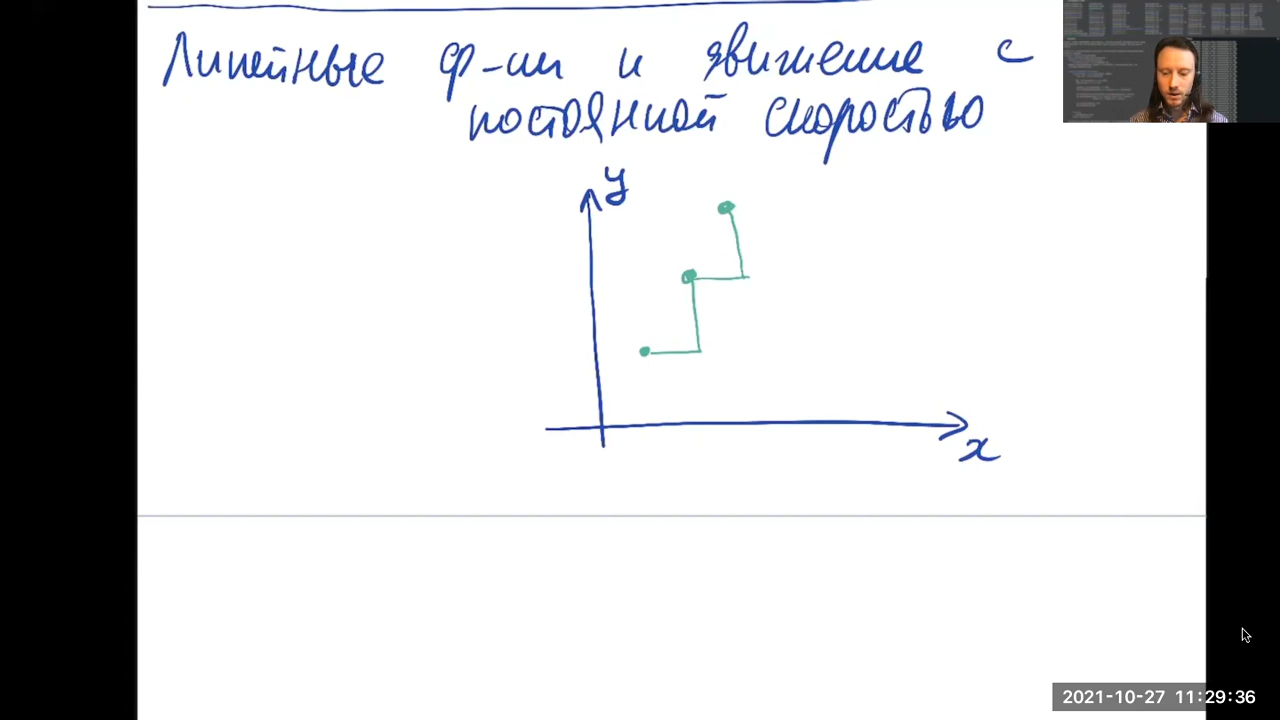 Линейные ф-ии и движение с
постоянной скоростью
y
x
2021-10-27 11:29:36